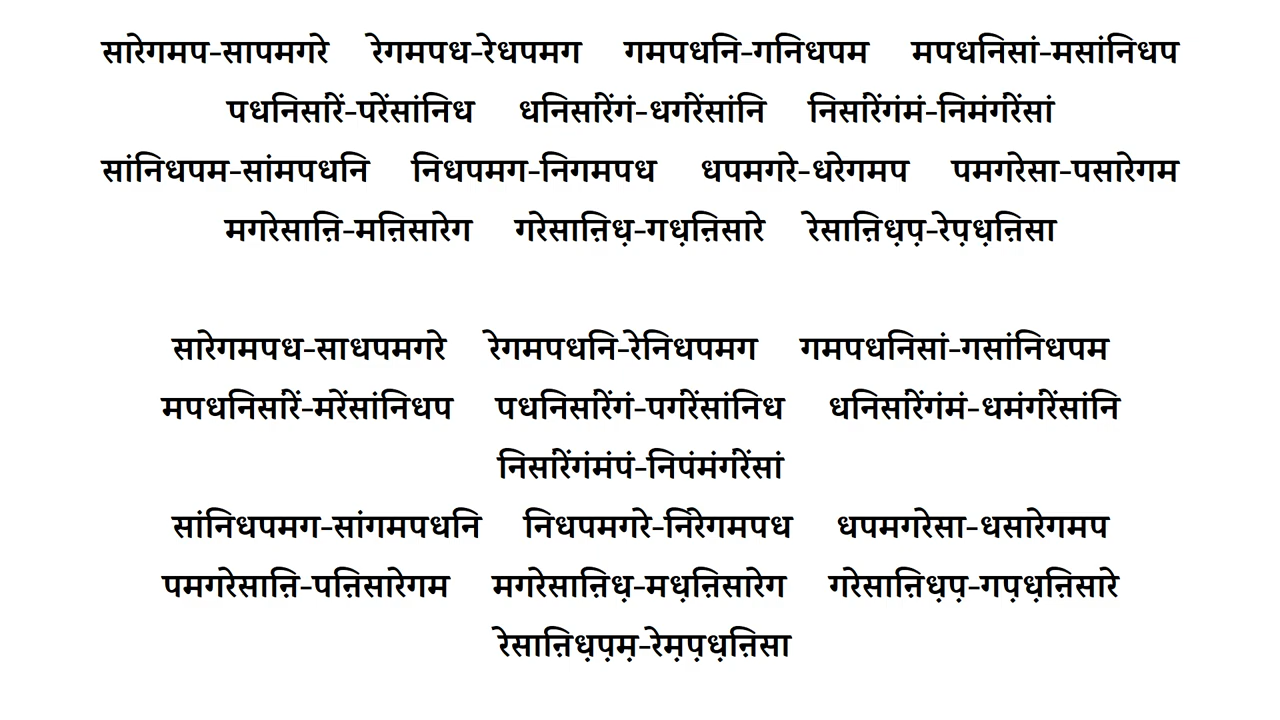 सारेगमप-सापमगरे रेगमपध-रेधपमग गमपधनि-गनिधपम मपधनिसां-मसांनिधप
पधनिसांरें-परेंसांनिध धनिसांरेंगं-धगंरेंसांनि निसांरेंगंमं-निमंगंरेंसां
सांनिधपम-सांमपधनि निधपमग-निगमपध धपमगरे-धरेगमप पमगरेसा-पसारेगम
मगरेसाऩि-मऩिसारेग गरेसाऩिध़-गध़ऩिसारे रेसाऩिध़प़-रेप़ध़ऩिसा
सारेगमपध-साधपमगरे रेगमपधनि-रेनिधपमग गमपधनिसां-गसांनिधपम
मपधनिसांरें-मरेंसांनिधप पधनिसांरेंगं-पगंरेंसांनिध धनिसांरेंगंमं-धमंगंरेंसांनि
निसांरेंगंमंपं-निपंमंगंरेंसां
सांनिधपमग-सांगमपधनि निधपमगरे-निंरेगमपध धपमगरेसा-धसारेगमप
पमगरेसाऩि-पऩिसारेगम मगरेसाऩिध़-मध़ऩिसारेग गरेसाऩिध़प़-गप़ध़ऩिसारे
रेसाऩिध़प़म़-रेम़प़ध़ऩिसा